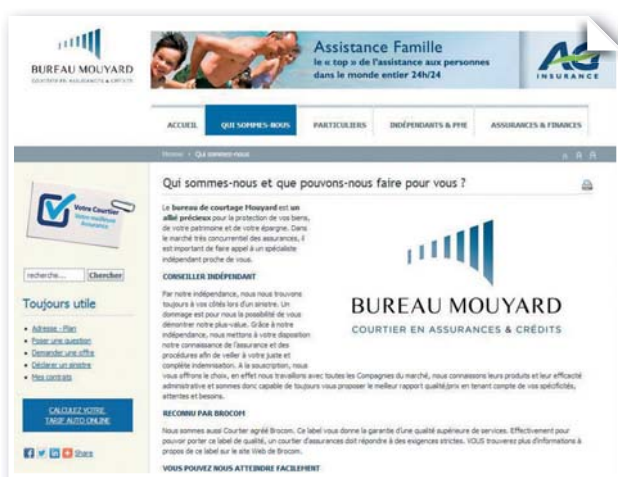 BUREAU MOUYARD
COURTIER EN ASSURANCES & CRÉDITS
Assistance Famille
le « top » de l'assistance aux personnes
dans le monde entier 24h/24
AG
INSURANCE
ACCUEIL
QUI SOMMES-NOUS
PARTICULIERS
INDÉPENDANTS & PME
ASSURANCES & FINANCES
Home > Qui sommes-nous
A A A
Votre Courtier
Votre meilleure
Assurance
recherche...
Chercher
Toujours utile
Adresse - Plan
Poser une question
Demander une offre
Déclarer un sinistre
Mes contrats
CALCULEZ VOTRE
TARIF AUTO ONLINE
Share
Qui sommes-nous et que pouvons-nous faire pour vous ?
Le bureau de courtage Mouyard est un
allié précieux pour la protection de vos biens,
de votre patrimoine et de votre épargne. Dans
le marché très concurrentiel des assurances, il
est important de faire appel à un spécialiste
indépendant proche de vous.
CONSEILLER INDÉPENDANT
Par notre indépendance, nous nous trouvons
toujours à vos côtés lors d'un sinistre. Un
dommage est pour nous la possibilité de vous
démontrer notre plus-value. Grâce à notre
indépendance, nous mettons à votre disposition
notre connaissance de l'assurance et des
procédures afin de veiller à votre juste et
complète indemnisation. A la souscription, nous
vous offrons le choix, en effet nous travaillons avec toutes les Compagnies du marché, nous connaissons leurs produits et leur efficacité
administrative et sommes donc capable de toujours vous proposer le meilleur rapport qualité/prix en tenant compte de vos spécificités,
attentes et besoins.
BUREAU MOUYARD
COURTIER EN ASSURANCES & CRÉDITS
RECONNU PAR BROCOM
Nous sommes aussi Courtier agréé Brocom. Ce label vous donne la garantie d'une qualité supérieure de services. Effectivement pour
pouvoir porter ce label de qualité, un courtier d'assurances doit répondre à des exigences strictes. VOUS trouverez plus d'informations à
propos de ce label sur le site Web de Brocom.
VOUS POUVEZ NOUS ATTEINDRE FACILEMENT